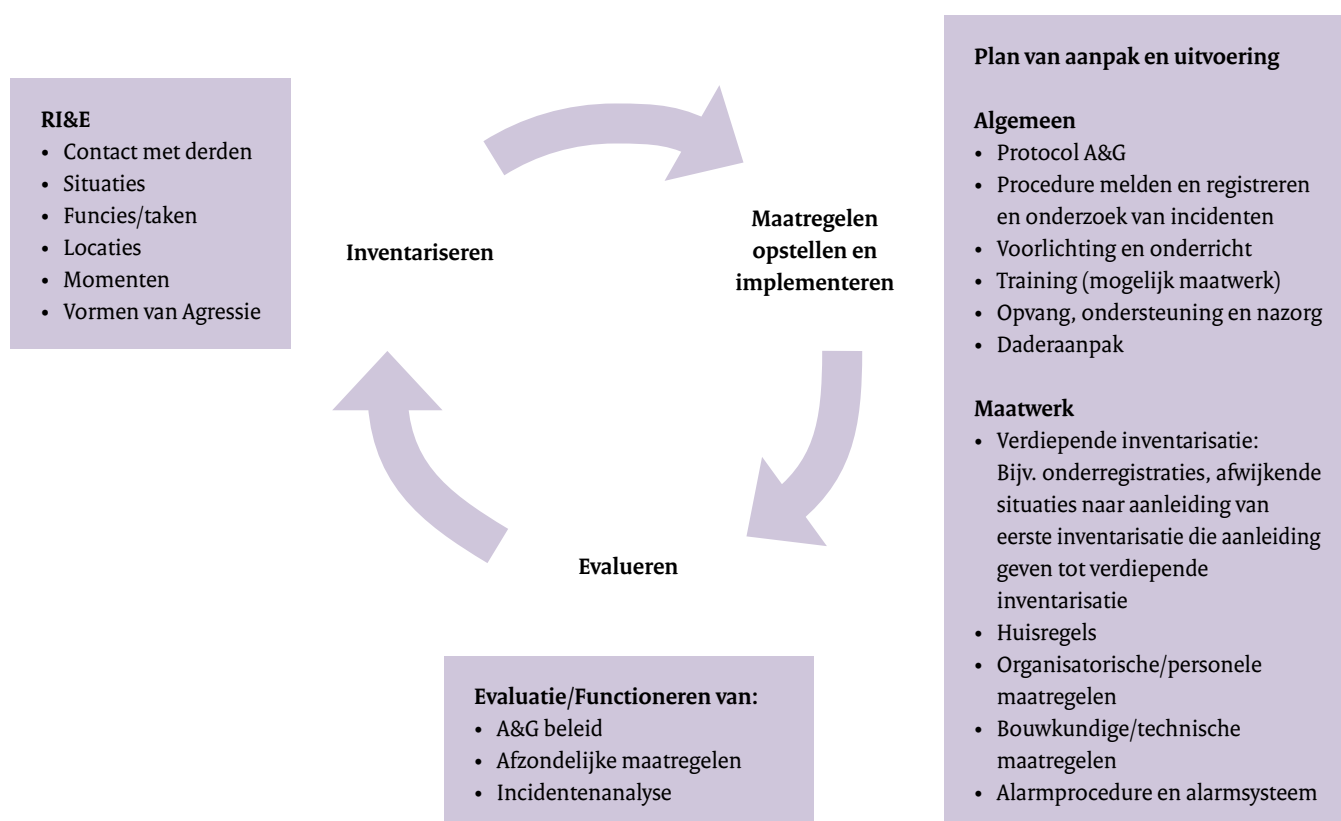 RI&E
• Contact met derden
• Situaties
• Funcies/taken
• Locaties
• Momenten
• Vormen van Agressie
Inventariseren
Maatregelen
opstellen en
implementeren
Evalueren
Plan van aanpak en uitvoering
Algemeen
• Protocol A&G
• Procedure melden en registreren
en onderzoek van incidenten
• Voorlichting en onderricht
• Training (mogelijk maatwerk)
• Opvang, ondersteuning en nazorg
• Daderaanpak
Maatwerk
• Verdiepende inventarisatie:
Bijv. onderregistraties, afwijkende
situaties naar aanleiding van
eerste inventarisatie die aanleiding
geven tot verdiepende
inventarisatie
• Huisregels
• Organisatorische/personele
maatregelen
• Bouwkundige/technische
maatregelen
• Alarmprocedure en alarmsysteem
Evaluatie/Functioneren van:
• A&G beleid
• Afzondelijke maatregelen
• Incidentenanalyse